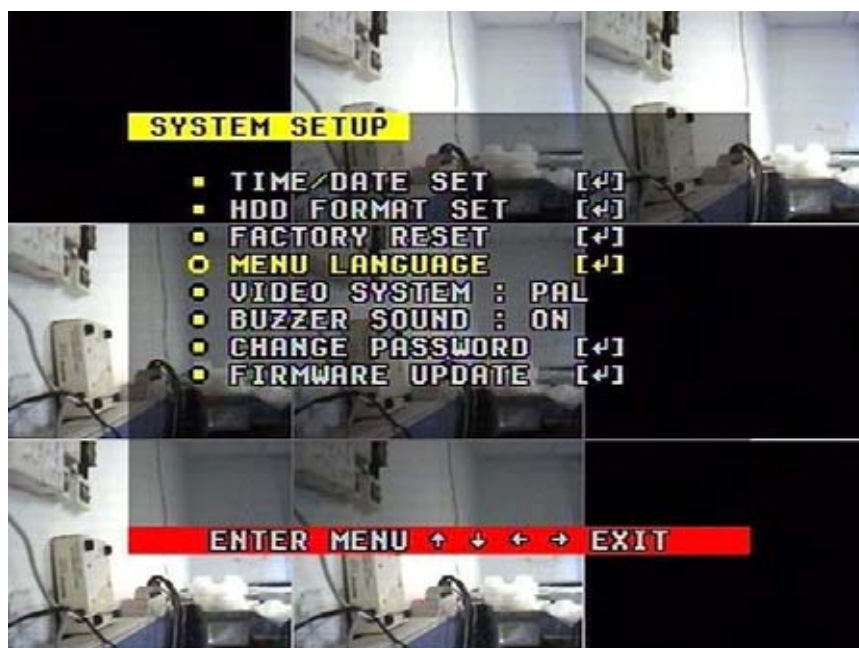 SYSTEM SETUP
TIME/DATE SET [↵]
HDD FORMAT SET [↵]
FACTORY RESET [↵]
MENU LANGUAGE [↵]
VIDEO SYSTEM : PAL
BUZZER SOUND : ON
CHANGE PASSWORD [↵]
FIRMWARE UPDATE [↵]
ENTER MENU ↑ ↓ ← → EXIT